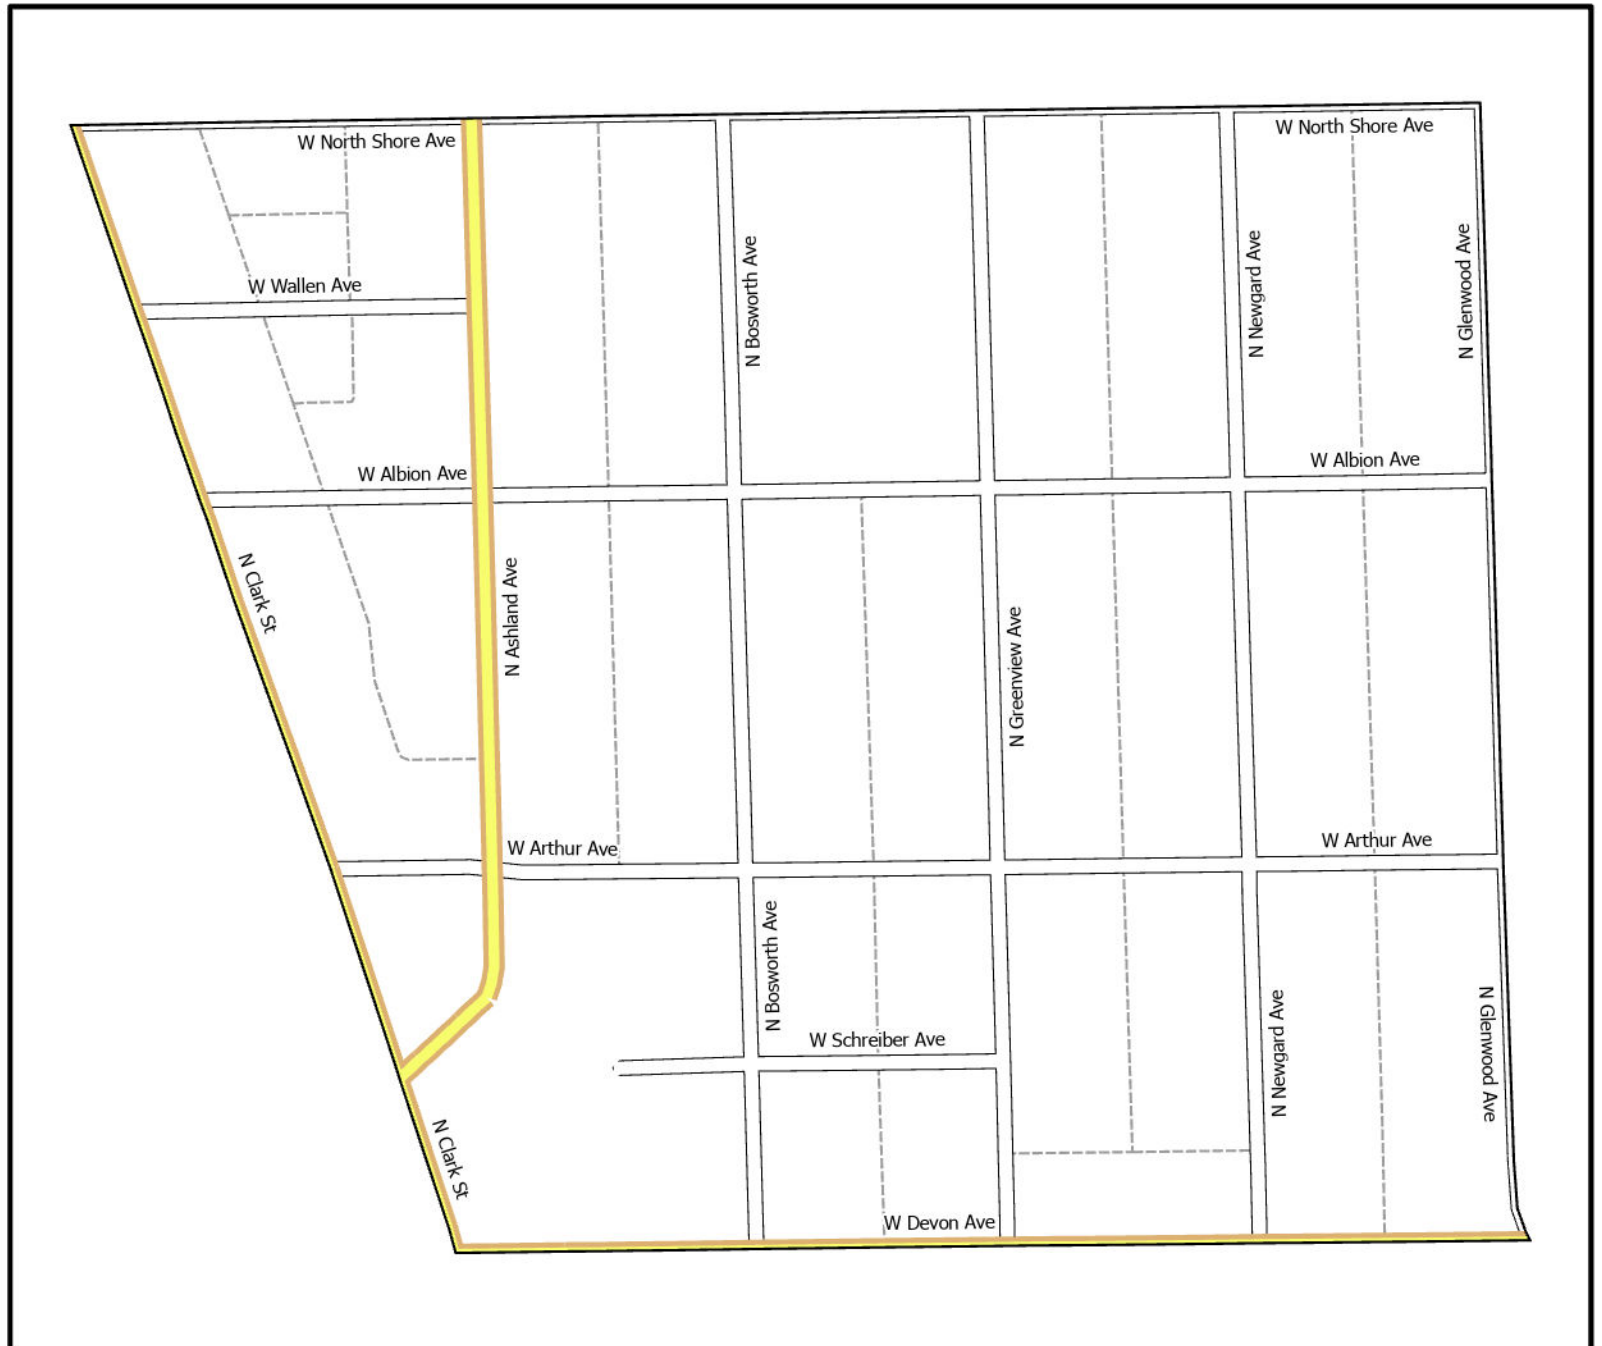 W North Shore Ave
W North Shore Ave
N Bosworth Ave
N Newgard Ave
N Glenwood Ave
W Wallen Ave
W Albion Ave
W Albion Ave
N Clark St
N Ashland Ave
N Greenview Ave
W Arthur Ave
W Arthur Ave
N Bosworth Ave
N Newgard Ave
N Glenwood Ave
W Schreiber Ave
N Clark St
W Devon Ave